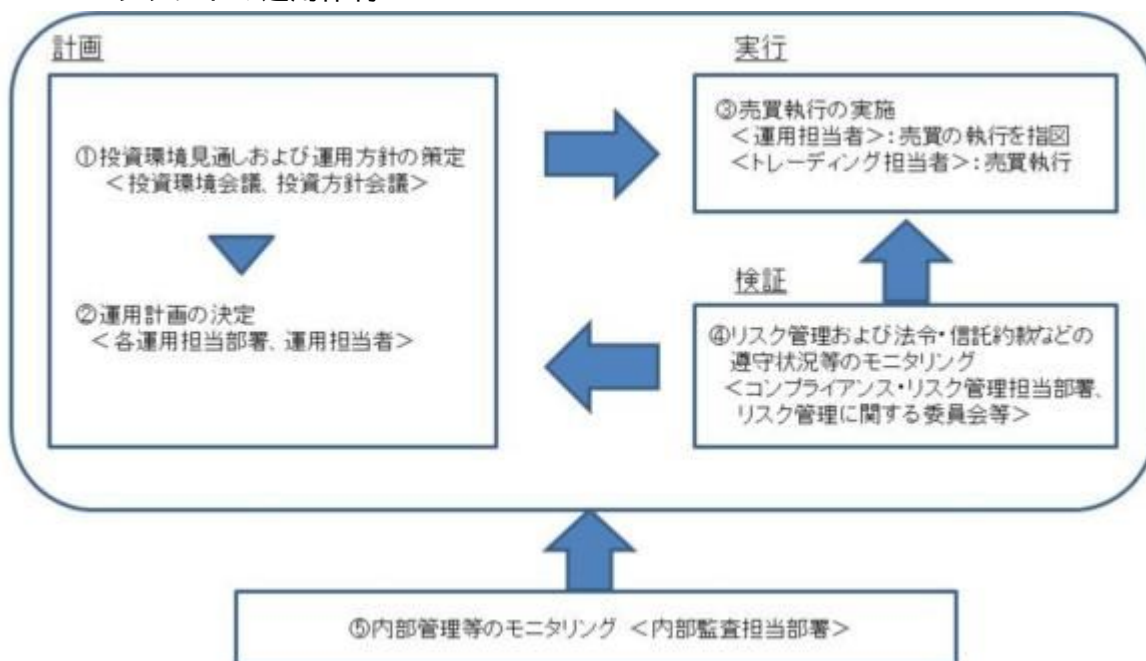 計画
①投資環境見通しおよび運用方針の策定
＜投資環境会議、投資方針会議＞
②運用計画の決定
＜各運用担当部署、運用担当者＞
実行
③売買執行の実施
＜運用担当者＞：売買の執行を指図
＜トレーディング担当者＞：売買執行
検証
④リスク管理および法令・信託約款などの
遵守状況等のモニタリング
＜コンプライアンス・リスク管理担当部署、
リスク管理に関する委員会等＞
⑤内部管理等のモニタリング ＜内部監査担当部署＞